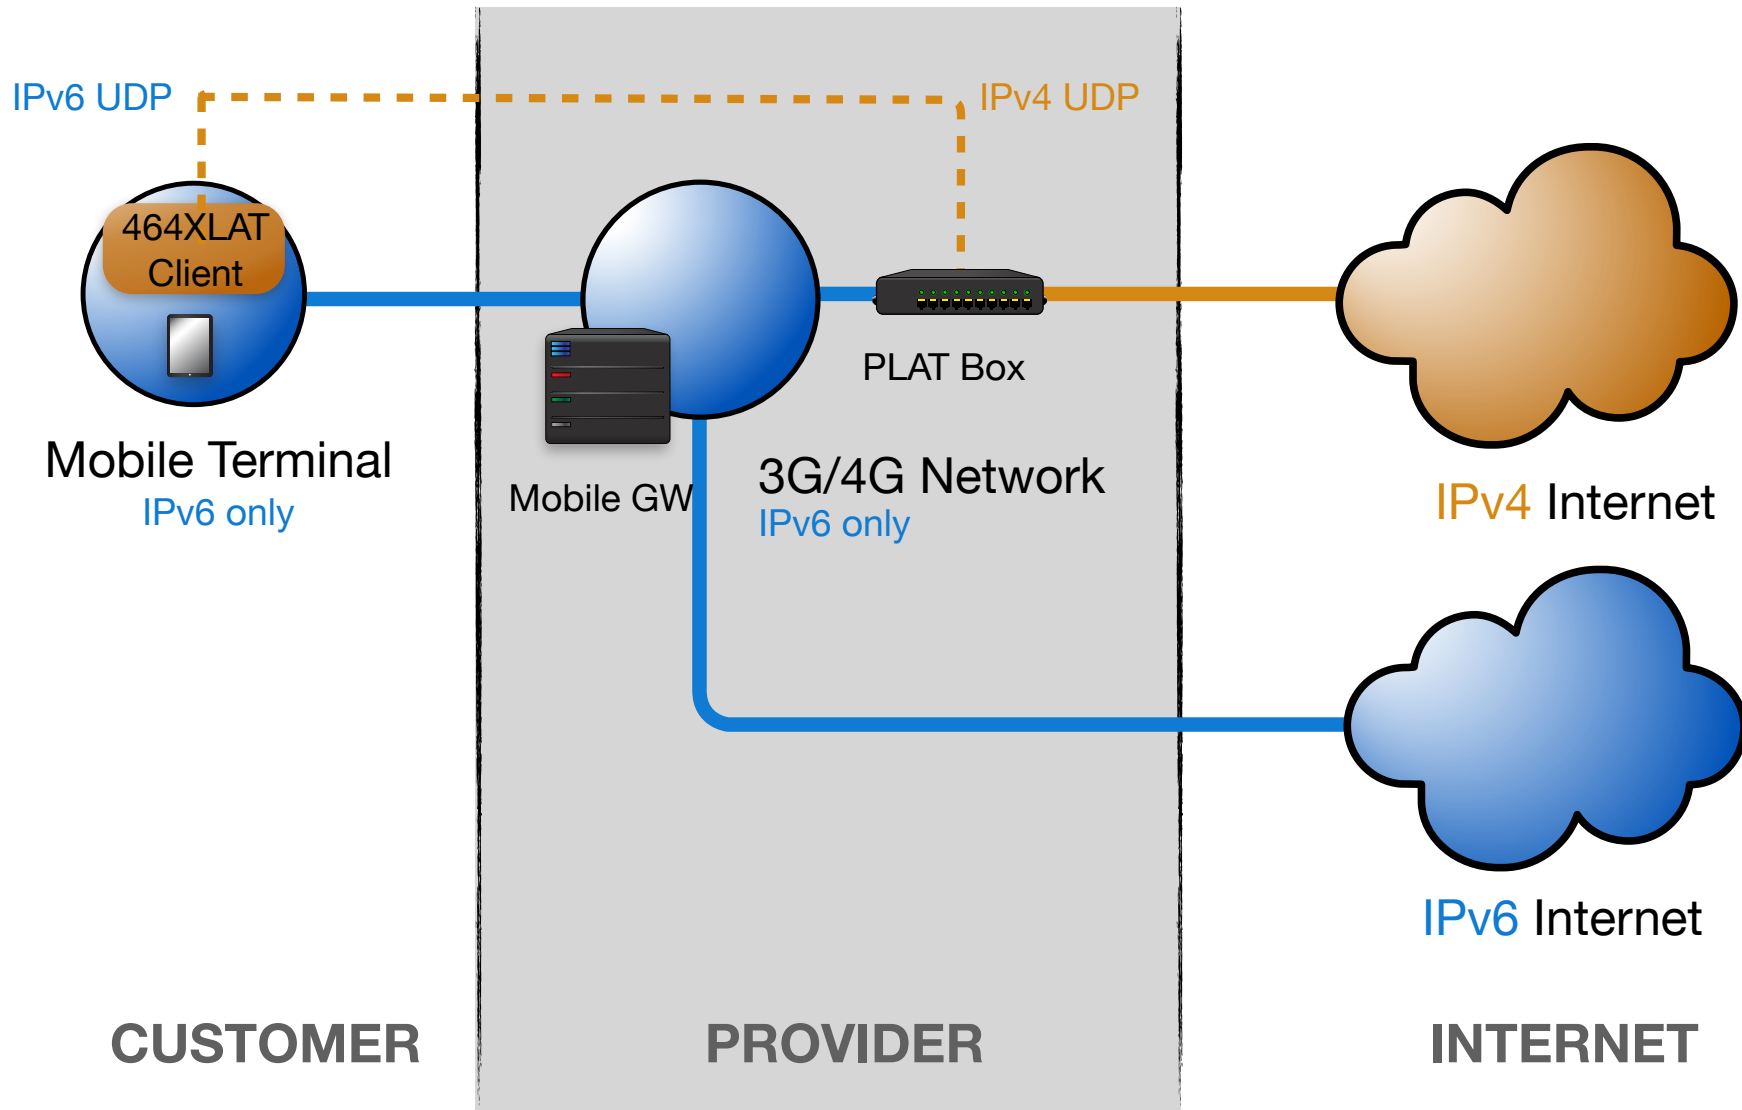 IPv6 UDP
IPv4 UDP
464XLAT
Client
PLAT Box
Mobile Terminal
IPv6 only
Mobile GW
3G/4G Network
IPv6 only
IPv4 Internet
IPv6 Internet
CUSTOMER
PROVIDER
INTERNET